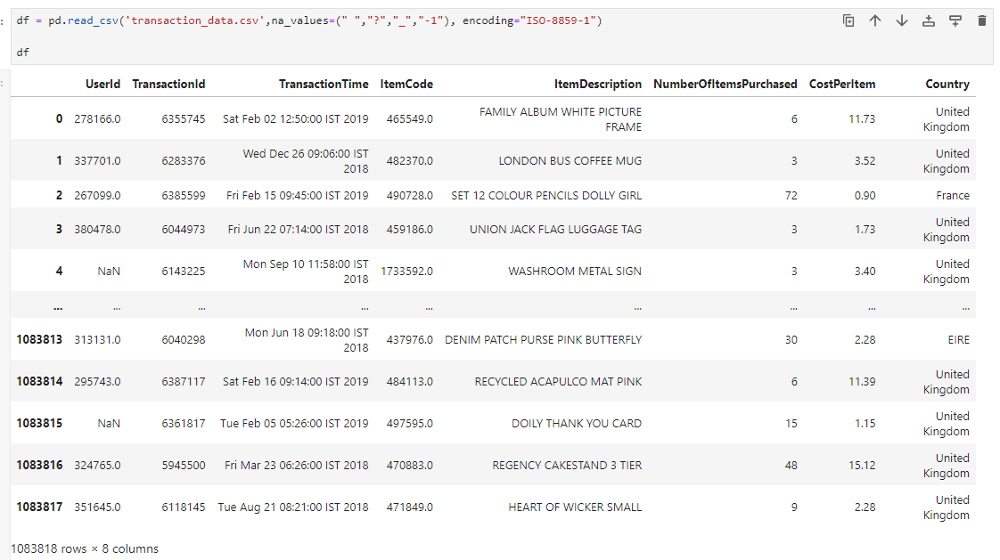 df = pd.read_csv('transaction_data.csv',na_values=(" ","?","_","-1"), encoding="ISO-8859-1")
df
UserId TransactionId TransactionTime ItemCode ItemDescription NumberOfItemsPurchased CostPerItem Country
0 278166.0 6355745 Sat Feb 02 12:50:00 IST 2019 465549.0 FAMILY ALBUM WHITE PICTURE FRAME 6 11.73 United Kingdom
1 337701.0 6283376 Wed Dec 26 09:06:00 IST 2018 482370.0 LONDON BUS COFFEE MUG 3 3.52 United Kingdom
2 267099.0 6385599 Fri Feb 15 09:45:00 IST 2019 490728.0 SET 12 COLOUR PENCILS DOLLY GIRL 72 0.90 France
3 380478.0 6044973 Fri Jun 22 07:14:00 IST 2018 459186.0 UNION JACK FLAG LUGGAGE TAG 3 1.73 United Kingdom
4 NaN 6143225 Mon Sep 10 11:58:00 IST 2018 1733592.0 WASHROOM METAL SIGN 3 3.40 United Kingdom
... ... ... ... ... ... ... ... ...
1083813 313131.0 6040298 Mon Jun 18 09:18:00 IST 2018 437976.0 DENIM PATCH PURSE PINK BUTTERFLY 30 2.28 EIRE
1083814 295743.0 6387117 Sat Feb 16 09:14:00 IST 2019 484113.0 RECYCLED ACAPULCO MAT PINK 6 11.39 United Kingdom
1083815 NaN 6361817 Tue Feb 05 05:26:00 IST 2019 497595.0 DOILY THANK YOU CARD 15 1.15 United Kingdom
1083816 324765.0 5945500 Fri Mar 23 06:26:00 IST 2018 470883.0 REGENCY CAKESTAND 3 TIER 48 15.12 United Kingdom
1083817 351645.0 6118145 Tue Aug 21 08:21:00 IST 2018 471849.0 HEART OF WICKER SMALL 9 2.28 United Kingdom
1083818 rows × 8 columns